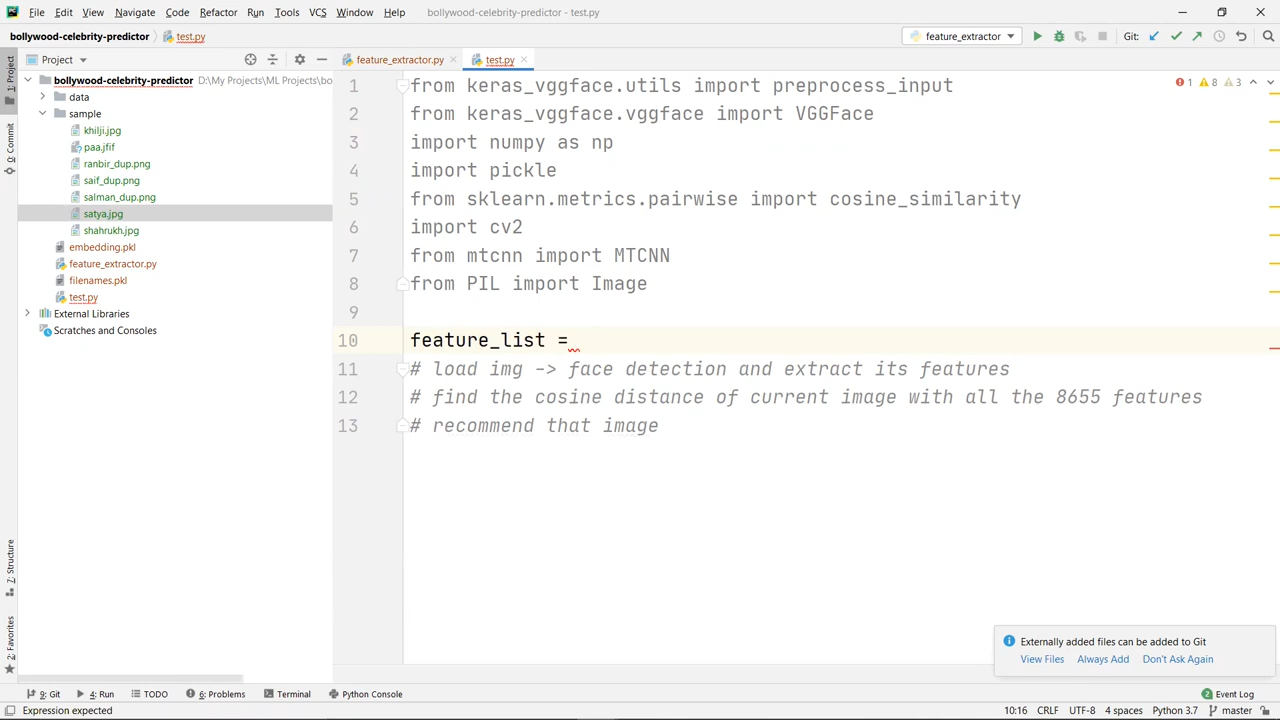 File Edit View Navigate Code Refactor Run Tools VCS Window Help bollywood-celebrity-predictor - test.py
bollywood-celebrity-predictor test.py feature_extractor Git:
1: Project
0: Commit
7: Structure
2: Favorites
Project
bollywood-celebrity-predictor D:\My Projects\ML Projects\bo
data
sample
khilji.jpg
paa.jfif
ranbir_dup.png
saif_dup.png
salman_dup.png
satya.jpg
shahrukh.jpg
embedding.pkl
feature_extractor.py
filenames.pkl
test.py
External Libraries
Scratches and Consoles
feature_extractor.py test.py
1 8 3
1 from keras_vggface.utils import preprocess_input
2 from keras_vggface.vggface import VGGFace
3 import numpy as np
4 import pickle
5 from sklearn.metrics.pairwise import cosine_similarity
6 import cv2
7 from mtcnn import MTCNN
8 from PIL import Image
9
10 feature_list =
11 # load img -> face detection and extract its features
12 # find the cosine distance of current image with all the 8655 features
13 # recommend that image
Externally added files can be added to Git
View Files Always Add Don't Ask Again
9: Git 4: Run TODO 6: Problems Terminal Python Console 2 Event Log
Expression expected 10:16 CRLF UTF-8 4 spaces Python 3.7 master